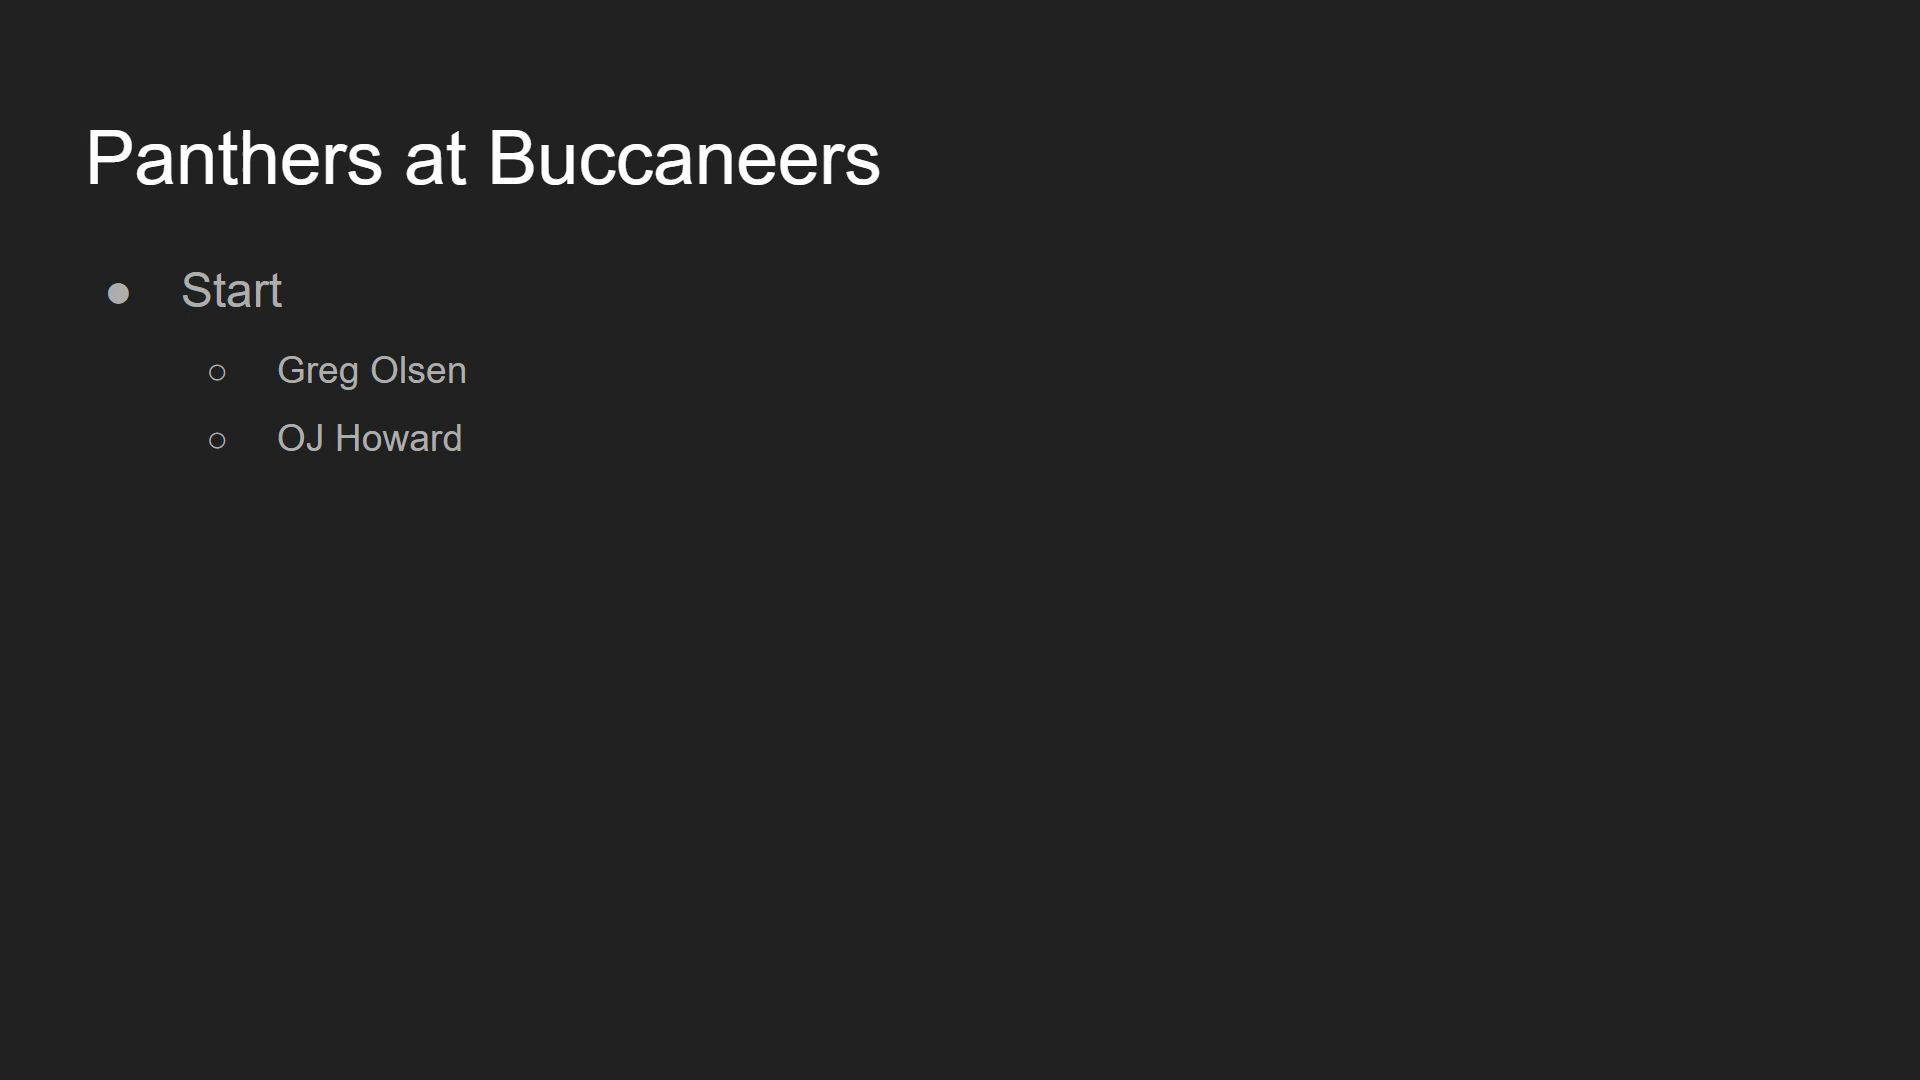 Panthers at Buccaneers
● Start
○ Greg Olsen
○ OJ Howard